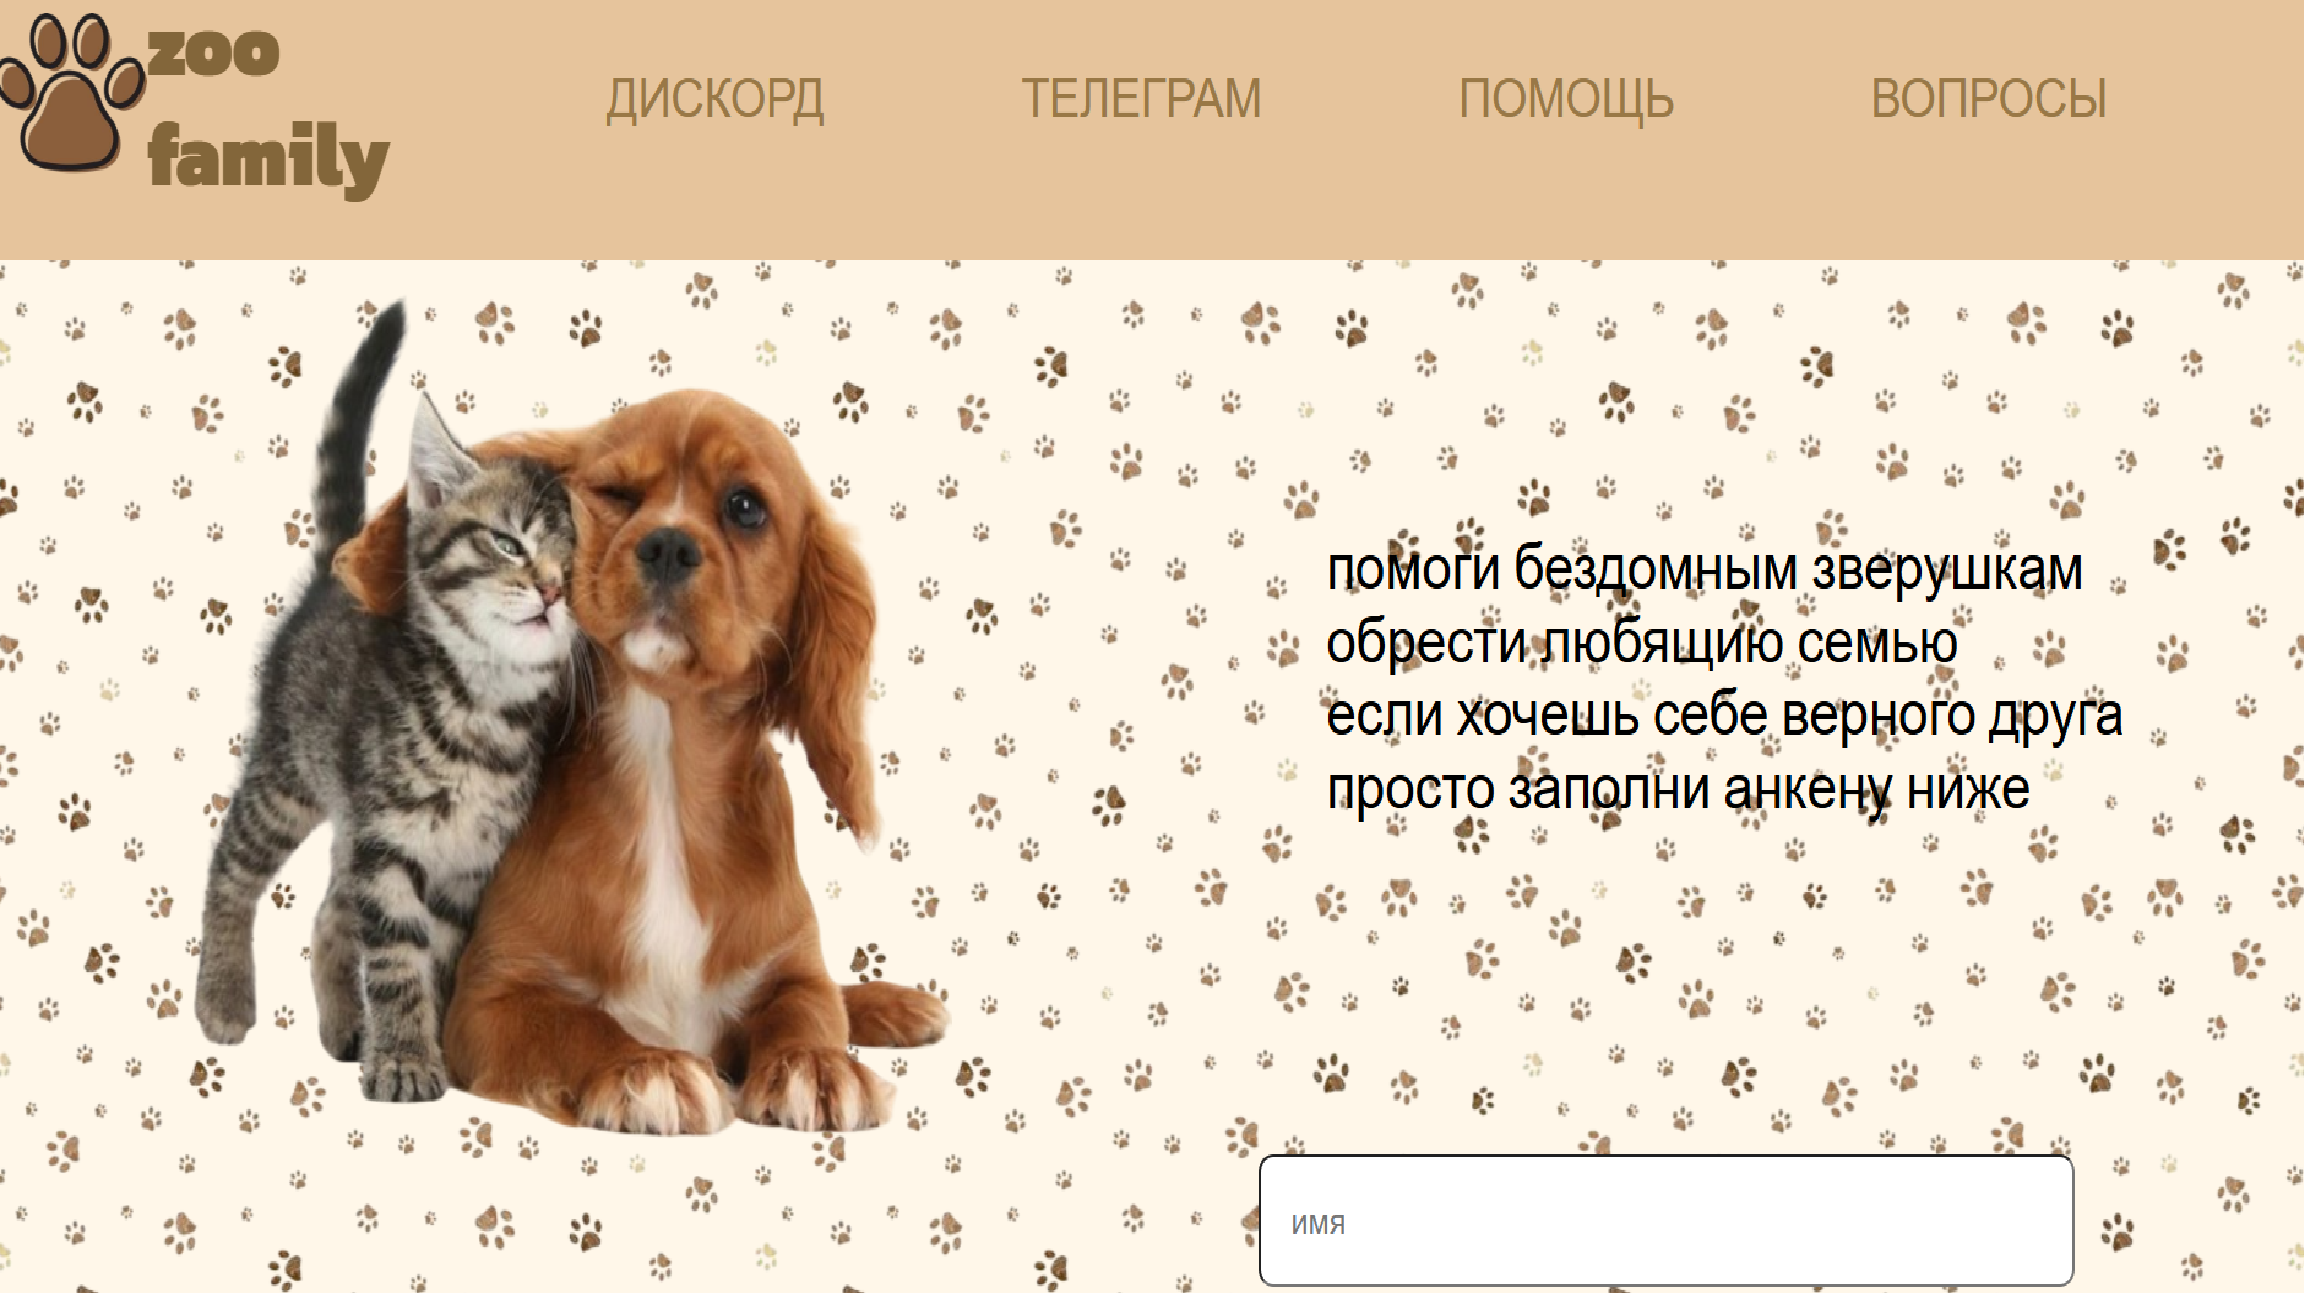 zoo
family
ДИСКОРД ТЕЛЕГРАМ ПОМОЩЬ ВОПРОСЫ
помоги бездомным зверушкам
обрести любящию семью
если хочешь себе верного друга
просто заполни анкену ниже
имя